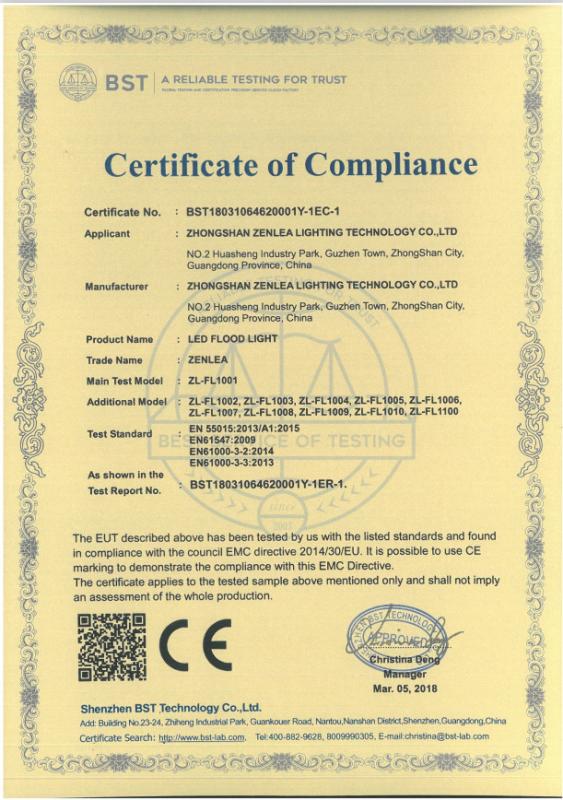 BST A RELIABLE TESTING FOR TRUST
Certificate of Compliance
Certificate No. : BST18031064620001Y-1EC-1
Applicant : ZHONGSHAN ZENLEA LIGHTING TECHNOLOGY CO.,LTD
NO.2 Huasheng Industry Park, Guzhen Town, ZhongShan City,
Guangdong Province, China
Manufacturer : ZHONGSHAN ZENLEA LIGHTING TECHNOLOGY CO.,LTD
NO.2 Huasheng Industry Park, Guzhen Town, ZhongShan City,
Guangdong Province, China
Product Name : LED FLOOD LIGHT
Trade Name : ZENLEA
Main Test Model : ZL-FL1001
Additional Model : ZL-FL1002, ZL-FL1003, ZL-FL1004, ZL-FL1005, ZL-FL1006,
ZL-FL1007, ZL-FL1008, ZL-FL1009, ZL-FL1010, ZL-FL1100
Test Standard : EN 55015:2013/A1:2015
EN61547:2009
EN61000-3-2:2014
EN61000-3-3:2013
As shown in the
Test Report No. : BST18031064620001Y-1ER-1.
since
2005
The EUT described above has been tested by us with the listed standards and found
in compliance with the council EMC directive 2014/30/EU. It is possible to use CE
marking to demonstrate the compliance with this EMC Directive.
The certificate applies to the tested sample above mentioned only and shall not imply
an assessment of the whole production.
CE
APPROVED
Christina Deng
Manager
Mar. 05, 2018
Shenzhen BST Technology Co.,Ltd.
Add: Building No.23-24, Zhiheng Industrial Park, Guankouer Road, Nantou,Nanshan District,Shenzhen,Guangdong,China
Certificate Search: http://www.bst-lab.com. Tel:400-882-9628, 8009990305, E-mail:christina@bst-lab.com